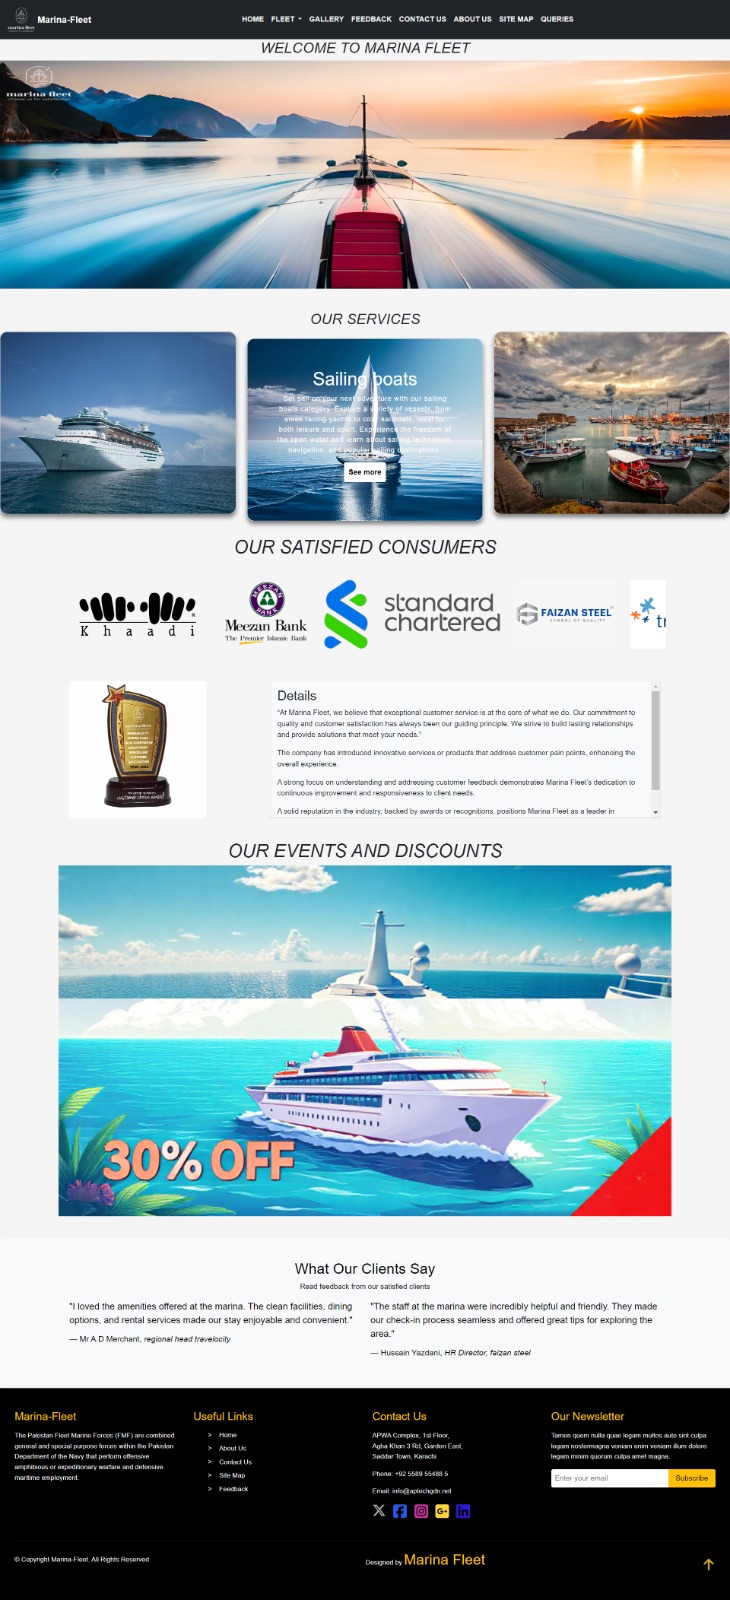 marina fleet
Marina-Fleet
HOME FLEET GALLERY FEEDBACK CONTACT US ABOUT US SITE MAP QUERIES
WELCOME TO MARINA FLEET
marina fleet
OUR SERVICES
Sailing boats
Set sail on your next adventure with our sailing
boats category. Explore a variety of vessels, from
sleek racing yachts to cozy sailboats, ideal for
both leisure and sport. Experience the freedom of
the open water and learn about sailing techniques,
navigation, and popular sailing destinations
See more
OUR SATISFIED CONSUMERS
Khaadi
MEEZAN
BANK
Meezan Bank
The Premier Islamic Bank
standard
chartered
FAIZAN STEEL
SYMBOL OF QUALITY
tr
Details
"At Marina Fleet, we believe that exceptional customer service is at the core of what we do. Our commitment to
quality and customer satisfaction has always been our guiding principle. We strive to build lasting relationships
and provide solutions that meet your needs."
The company has introduced innovative services or products that address customer pain points, enhancing the
overall experience.
A strong focus on understanding and addressing customer feedback demonstrates Marina Fleet's dedication to
continuous improvement and responsiveness to client needs.
A solid reputation in the industry, backed by awards or recognitions, positions Marina Fleet as a leader in
OUR EVENTS AND DISCOUNTS
30% OFF
What Our Clients Say
Read feedback from our satisfied clients
"I loved the amenities offered at the marina. The clean facilities, dining
options, and rental services made our stay enjoyable and convenient."
— Mr A.D Merchant, regional head travelocity
"The staff at the marina were incredibly helpful and friendly. They made
our check-in process seamless and offered great tips for exploring the
area."
— Hussain Yazdani, HR Director, faizan steel
Marina-Fleet
The Pakistan Fleet Marine Forces (FMF) are combined
general and special purpose forces within the Pakistan
Department of the Navy that perform offensive
amphibious or expeditionary warfare and defensive
maritime employment.
Useful Links
> Home
> About Us
> Contact Us
> Site Map
> Feedback
Contact Us
APWA Complex, 1st Floor,
Agha Khan 3 Rd, Garden East,
Saddar Town, Karachi
Phone: +92 5589 55488 5
Email: info@aptechgdn.net
Our Newsletter
Tamen quem nulla quae legam multos aute sint culpa
legam nostermagna veniam enim veniam illum dolore
legam minim quorum culpa amet magna.
Enter your email
Subscribe
© Copyright Marina-Fleet. All Rights Reserved
Designed by Marina Fleet